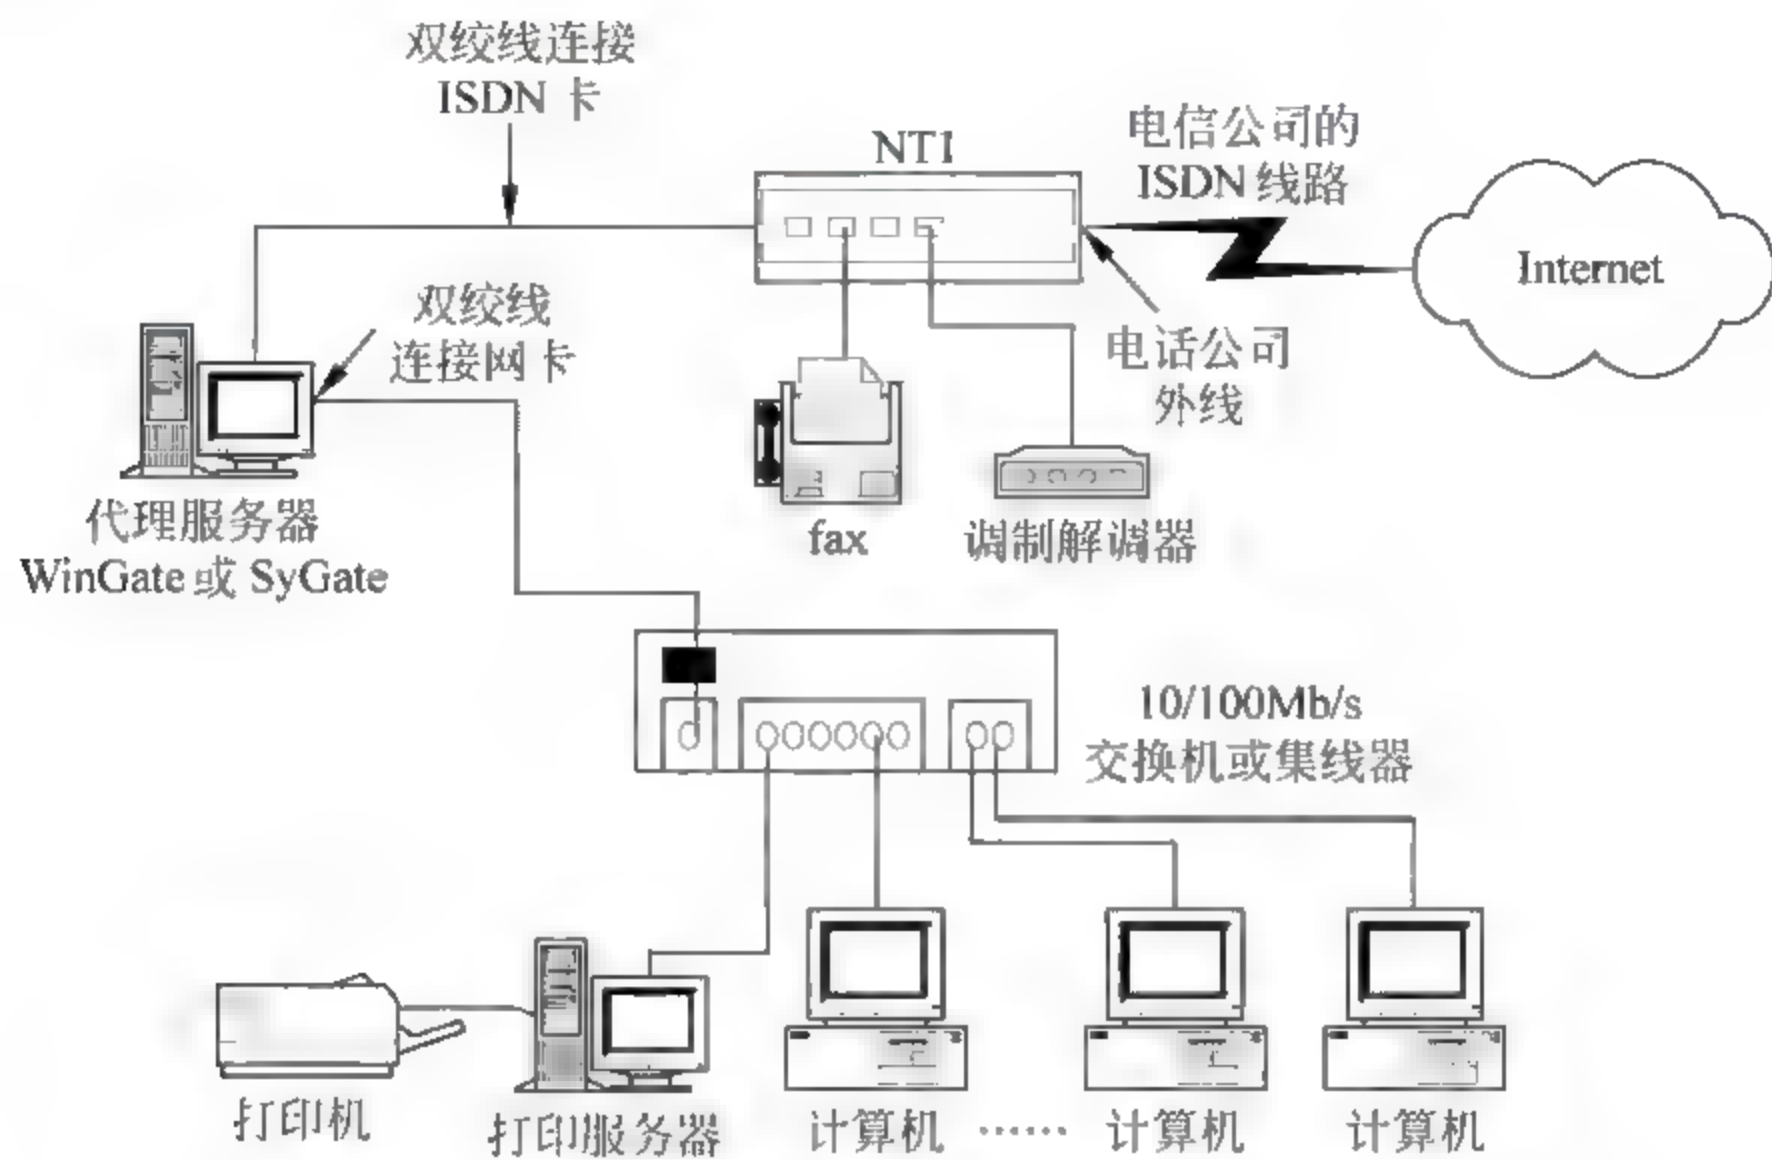 双绞线连接
ISDN 卡
NT1
电信公司的
ISDN 线路
Internet
双绞线
连接网卡
电话公司
外线
代理服务器
WinGate 或 SyGate
fax
调制解调器
10/100Mb/s
交换机或集线器
打印机
打印服务器
计算机 …… 计算机
计算机